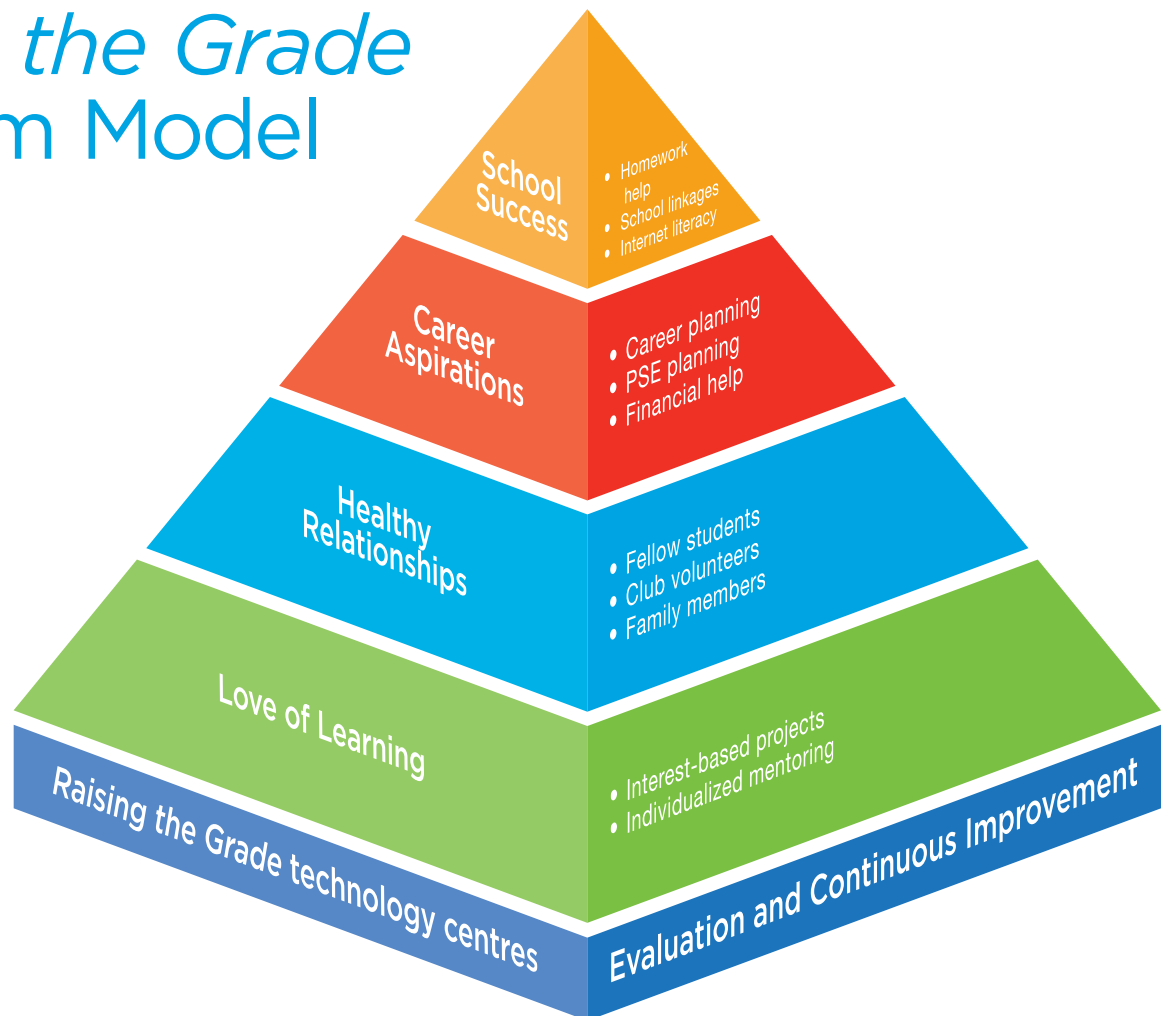 the Grade
m Model
School
Success
• Homework
help
• School linkages
• Internet literacy
Career
Aspirations
• Career planning
• PSE planning
• Financial help
Healthy
Relationships
• Fellow students
• Club volunteers
• Family members
Love of Learning
• Interest-based projects
• Individualized mentoring
Raising the Grade technology centres
Evaluation and Continuous Improvement